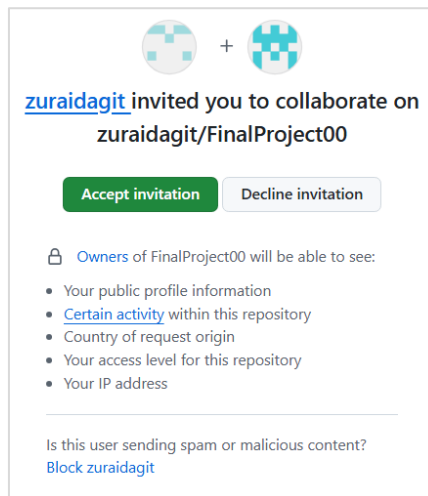 +
zuraidagit invited you to collaborate on
zuraidagit/FinalProject00
Accept invitation
Decline invitation
Owners of FinalProject00 will be able to see:
• Your public profile information
• Certain activity within this repository
• Country of request origin
• Your access level for this repository
• Your IP address
Is this user sending spam or malicious content?
Block zuraidagit